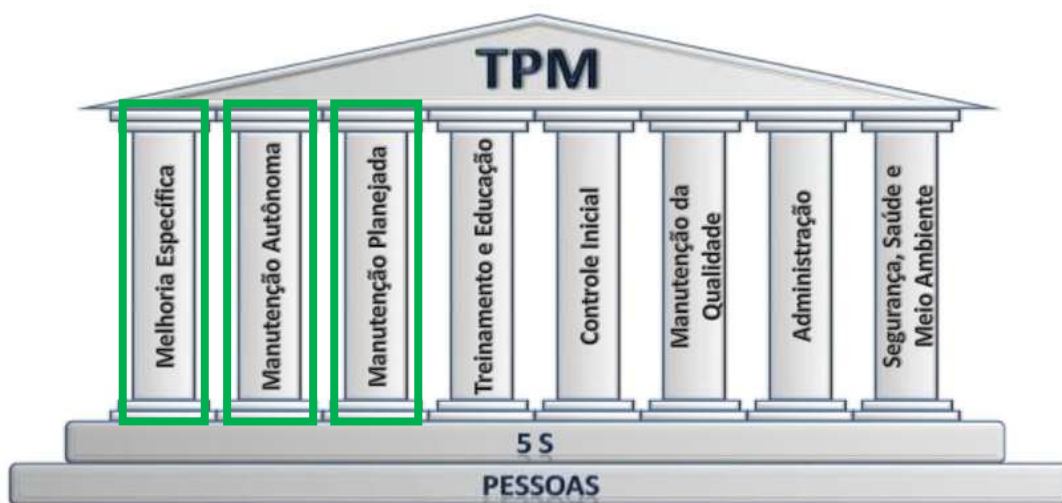 TPM
Melhoria Específica
Manutenção Autônoma
Manutenção Planejada
Treinamento e Educação
Controle Inicial
Manutenção da
Qualidade
Administração
Segurança, Saúde e
Meio Ambiente
5 S
PESSOAS